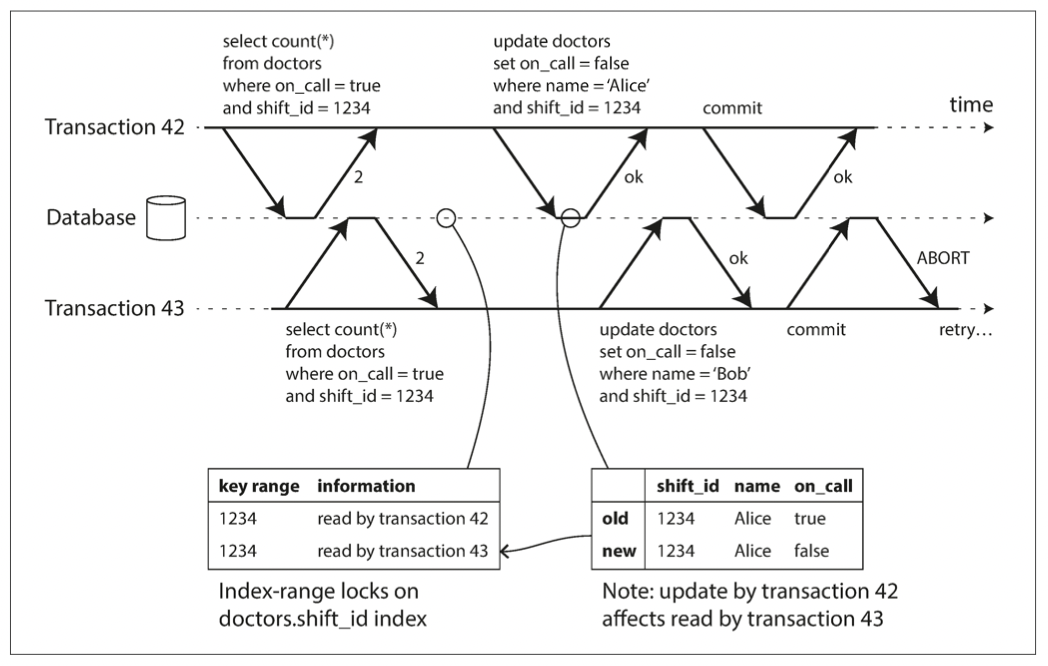 select count(*)
from doctors
where on_call = true
and shift_id = 1234
update doctors
set on_call = false
where name = ‘Alice’
and shift_id = 1234
commit
time
Transaction 42
2
ok
ok
Database
2
ok
ABORT
Transaction 43
select count(*)
from doctors
where on_call = true
and shift_id = 1234
update doctors
set on_call = false
where name = ‘Bob’
and shift_id = 1234
commit
retry…
key range information
1234 read by transaction 42
1234 read by transaction 43
Index-range locks on
doctors.shift_id index
shift_id name on_call
old 1234 Alice true
new 1234 Alice false
Note: update by transaction 42
affects read by transaction 43